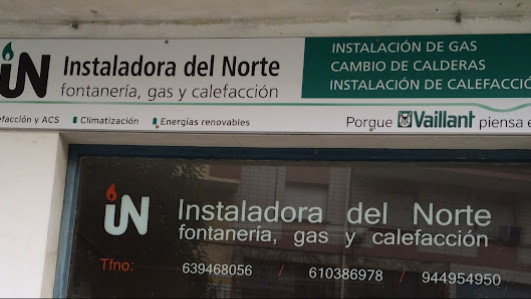 iN Instaladora del Norte
fontanería, gas y calefacción
INSTALACIÓN DE GAS
CAMBIO DE CALDERAS
INSTALACIÓN DE CALEFACCIÓ
efacción y ACS Climatización Energías renovables
Porque Vaillant piensa e
iN Instaladora del Norte
fontanería, gas y calefacción
Tfno: 639468056 / 610386978 / 944954950